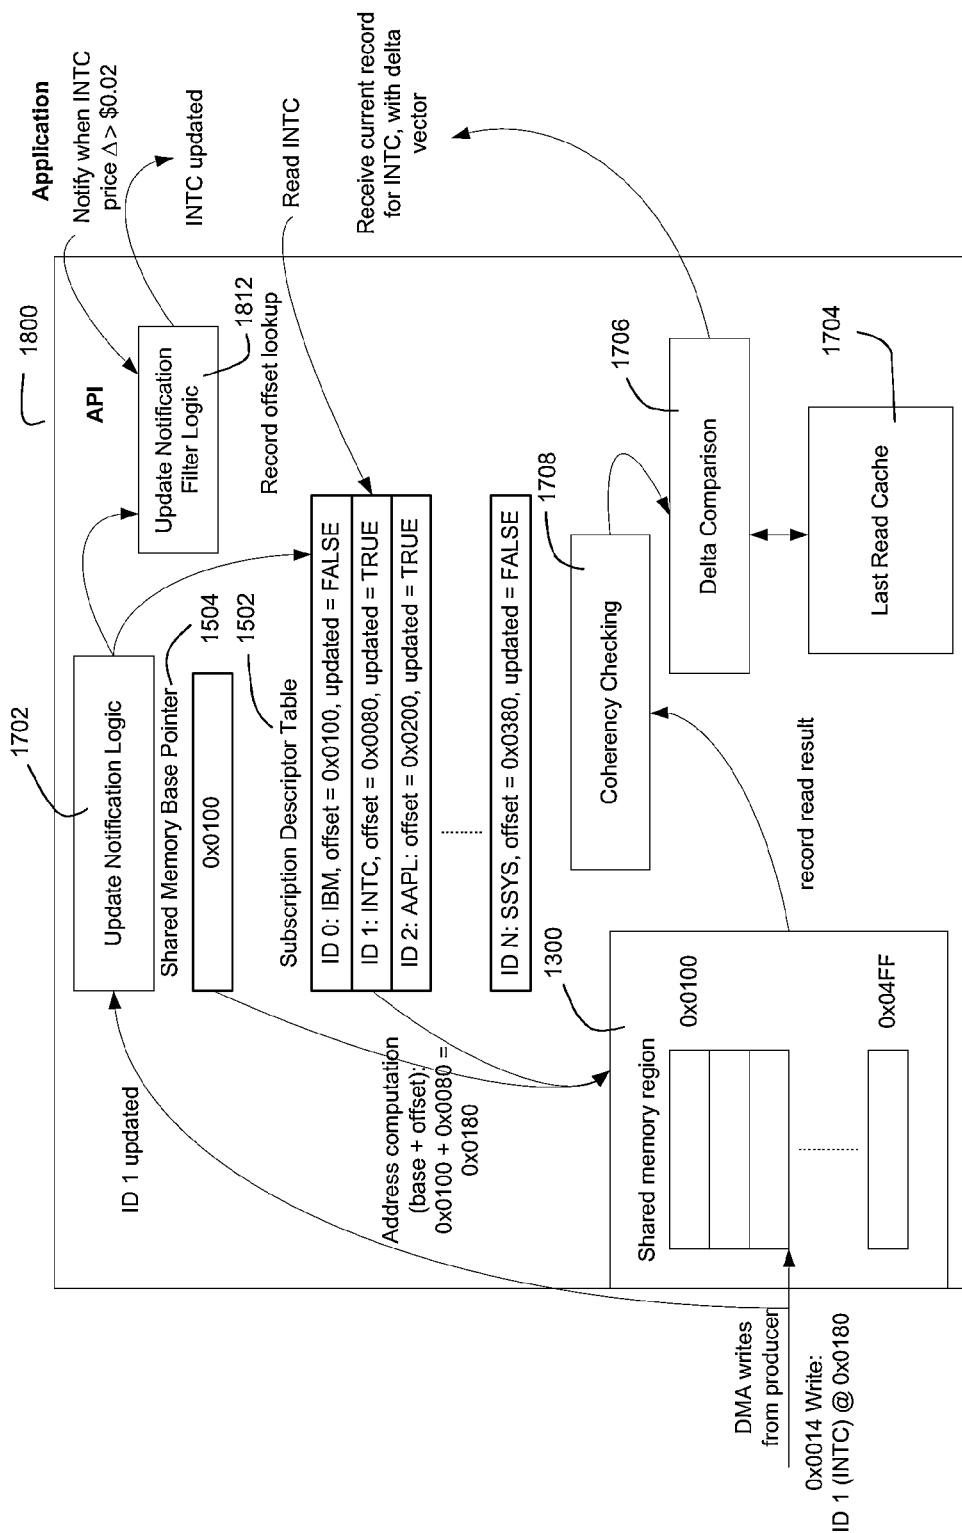 1800
API
Application
Notify when INTC
price Δ > $0.02
INTC updated
1702
Update Notification Logic
Update Notification
Filter Logic
1812
ID 1 updated
Shared Memory Base Pointer
1504
0x0100
Record offset lookup
Read INTC
Subscription Descriptor Table
1502
ID 0: IBM, offset = 0x0100, updated = FALSE
ID 1: INTC, offset = 0x0080, updated = TRUE
ID 2: AAPL: offset = 0x0200, updated = TRUE
ID N: SSYS, offset = 0x0380, updated = FALSE
Address computation
(base + offset):
0x0100 + 0x0080 =
0x0180
Receive current record
for INTC, with delta
vector
1300
Shared memory region
0x0100
0x04FF
1708
Coherency Checking
1706
Delta Comparison
1704
Last Read Cache
record read result
DMA writes
from producer
0x0014 Write:
ID 1 (INTC) @ 0x0180